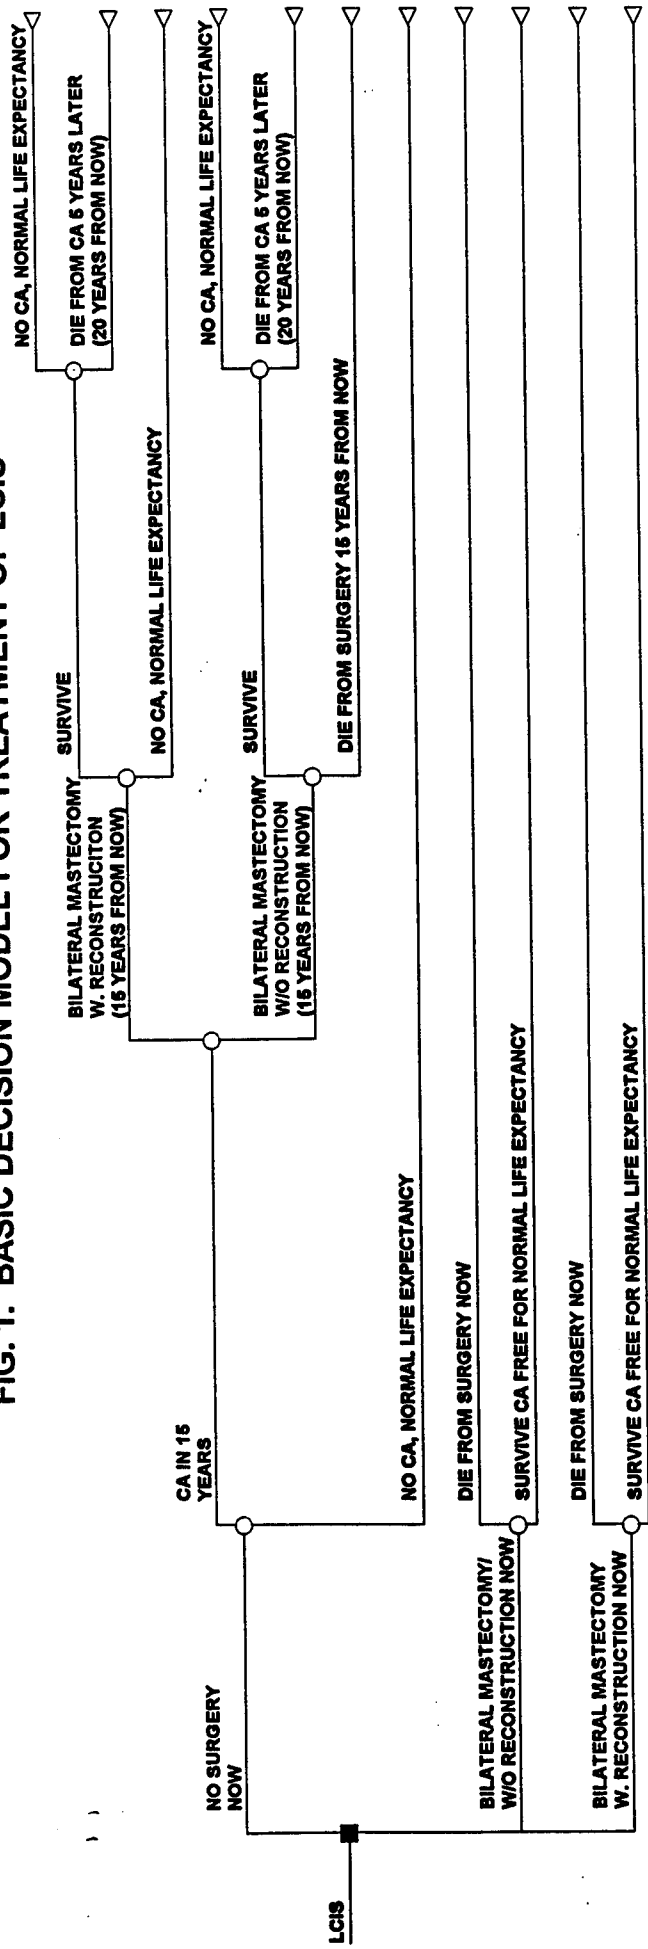 FIG. 1. BASIC DECISION MODEL FOR TREATMENT OF LCIS
LCIS
NO SURGERY
NOW
CA IN 15
YEARS
BILATERAL MASTECTOMY
W. RECONSTRUCITON
(15 YEARS FROM NOW)
SURVIVE
NO CA, NORMAL LIFE EXPECTANCY
DIE FROM CA 5 YEARS LATER
(20 YEARS FROM NOW)
NO CA, NORMAL LIFE EXPECTANCY
BILATERAL MASTECTOMY
W/O RECONSTRUCTION
(15 YEARS FROM NOW)
SURVIVE
NO CA, NORMAL LIFE EXPECTANCY
DIE FROM CA 5 YEARS LATER
(20 YEARS FROM NOW)
DIE FROM SURGERY 15 YEARS FROM NOW
NO CA, NORMAL LIFE EXPECTANCY
BILATERAL MASTECTOMY/
W/O RECONSTRUCTION NOW
DIE FROM SURGERY NOW
SURVIVE CA FREE FOR NORMAL LIFE EXPECTANCY
BILATERAL MASTECTOMY
W. RECONSTRUCTION NOW
DIE FROM SURGERY NOW
SURVIVE CA FREE FOR NORMAL LIFE EXPECTANCY